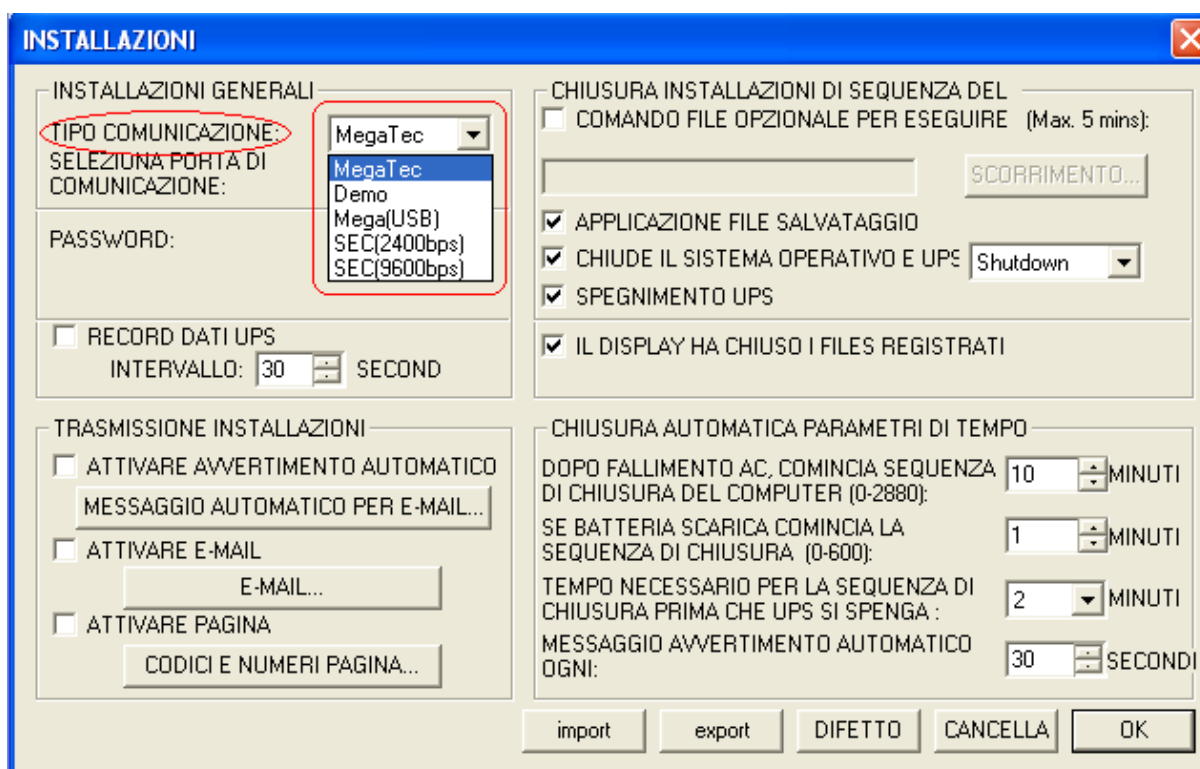 INSTALLAZIONI
INSTALLAZIONI GENERALI
TIPO COMUNICAZIONE:
MegaTec
SELEZIONA PORTA DI
COMUNICAZIONE:
MegaTec
Demo
Mega(USB)
SEC(2400bps)
SEC(9600bps)
PASSWORD:
RECORD DATI UPS
INTERVALLO: 30 SECOND
TRASMISSIONE INSTALLAZIONI
ATTIVARE AVVERTIMENTO AUTOMATICO
MESSAGGIO AUTOMATICO PER E-MAIL...
ATTIVARE E-MAIL
E-MAIL...
ATTIVARE PAGINA
CODICI E NUMERI PAGINA...
CHIUSURA INSTALLAZIONI DI SEQUENZA DEL
COMANDO FILE OPZIONALE PER ESEGUIRE (Max. 5 mins):
SCORRIMENTO...
APPLICAZIONE FILE SALVATAGGIO
CHIUDE IL SISTEMA OPERATIVO E UPS Shutdown
SPEGNIMENTO UPS
IL DISPLAY HA CHIUSO I FILES REGISTRATI
CHIUSURA AUTOMATICA PARAMETRI DI TEMPO
DOPO FALLIMENTO AC, COMINCIA SEQUENZA
DI CHIUSURA DEL COMPUTER (0-2880):
10 MINUTI
SE BATTERIA SCARICA COMINCIA LA
SEQUENZA DI CHIUSURA (0-600):
1 MINUTI
TEMPO NECESSARIO PER LA SEQUENZA DI
CHIUSURA PRIMA CHE UPS SI SPENGA :
2 MINUTI
MESSAGGIO AVVERTIMENTO AUTOMATICO
OGNI:
30 SECONDI
import export DIFETTO CANCELLA OK